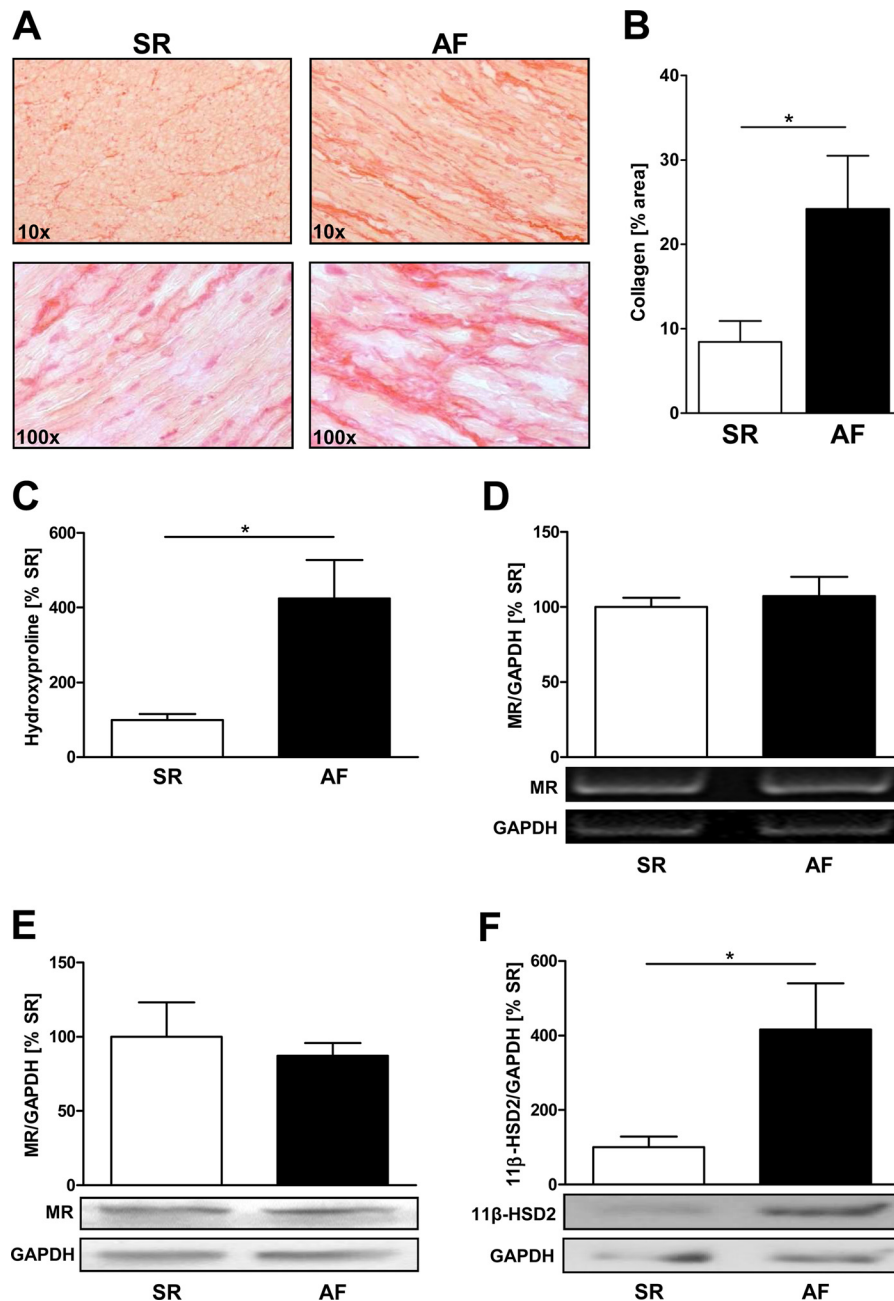 A
SR
AF
10x
10x
100x
100x
B
Collagen [% area]
40
30
20
10
0
*
SR
AF
C
Hydroxyproline [% SR]
600
400
200
0
*
SR
AF
D
MR/GAPDH [% SR]
150
100
50
0
MR
GAPDH
SR
AF
E
MR/GAPDH [% SR]
150
100
50
0
MR
GAPDH
SR
AF
F
11β-HSD2/GAPDH [% SR]
600
400
200
0
*
11β-HSD2
GAPDH
SR
AF